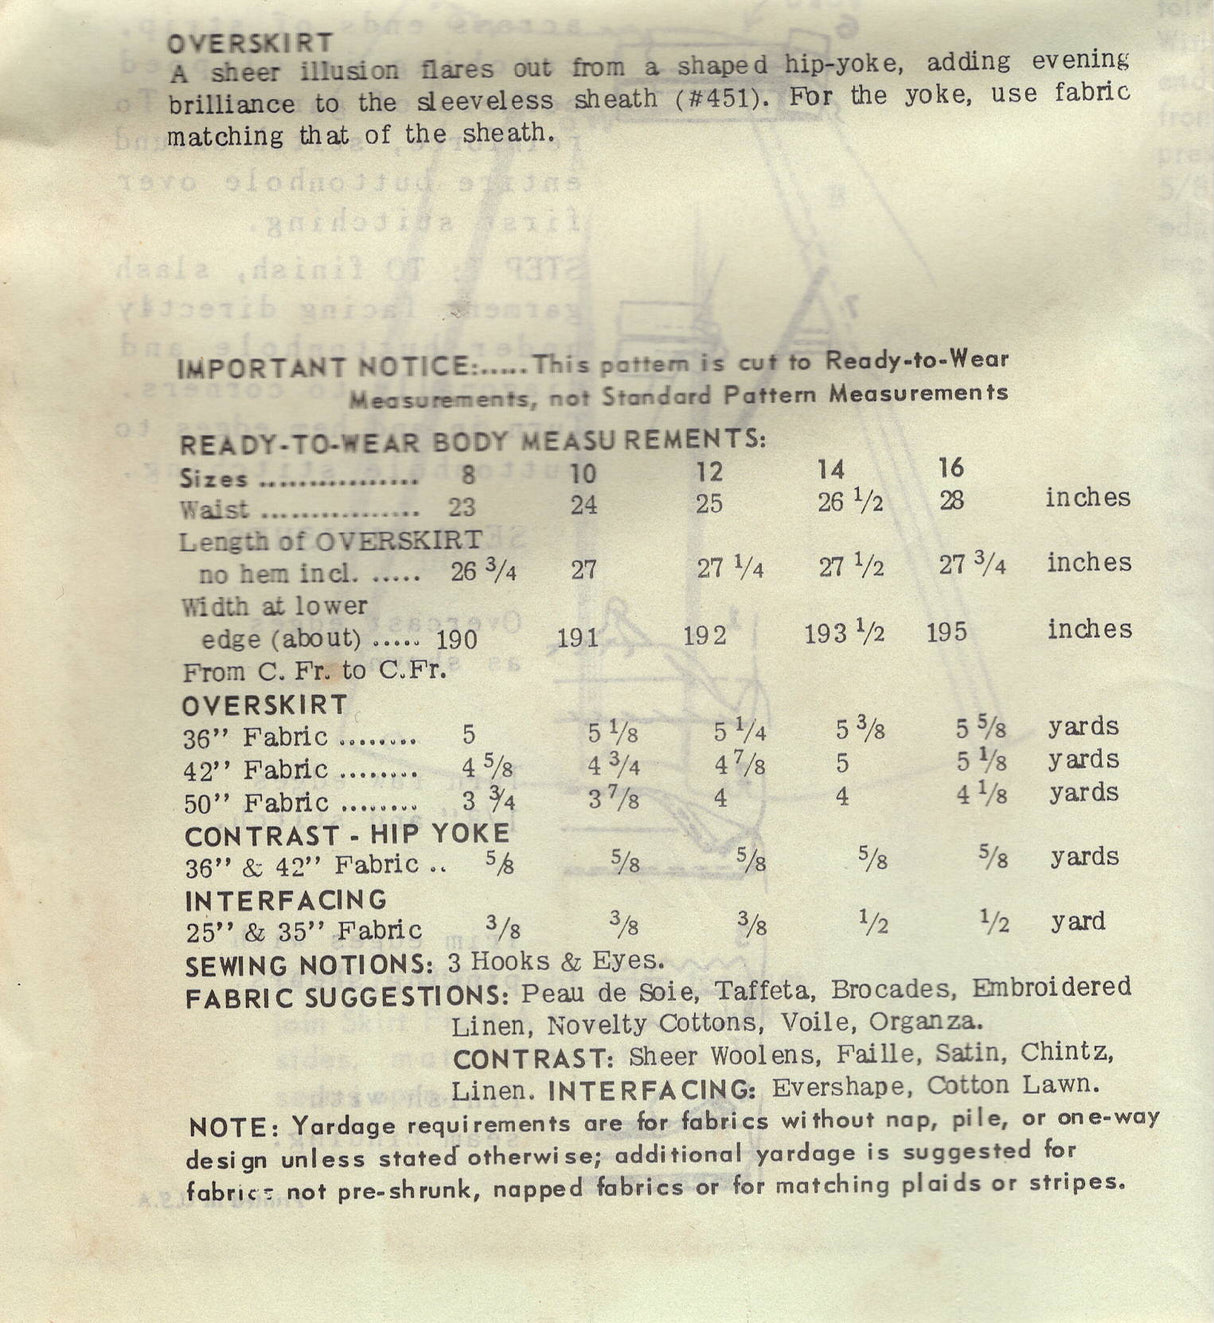 OVERSKIRT
A sheer illusion flares out from a shaped hip-yoke, adding evening
brilliance to the sleeveless sheath (#451). For the yoke, use fabric
matching that of the sheath.
IMPORTANT NOTICE:.....This pattern is cut to Ready-to-Wear
Measurements, not Standard Pattern Measurements
READY-TO-WEAR BODY MEASUREMENTS:
Sizes ................ 8 10 12 14 16
Waist ................ 23 24 25 26 1/2 28 inches
Length of OVERSKIRT
no hem incl. ..... 26 3/4 27 27 1/4 27 1/2 27 3/4 inches
Width at lower
edge (about) ..... 190 191 192 193 1/2 195 inches
From C. Fr. to C.Fr.
OVERSKIRT
36" Fabric ........ 5 5 1/8 5 1/4 5 3/8 5 5/8 yards
42" Fabric ........ 4 5/8 4 3/4 4 7/8 5 5 1/8 yards
50" Fabric ........ 3 3/4 3 7/8 4 4 4 1/8 yards
CONTRAST - HIP YOKE
36" & 42" Fabric .. 5/8 5/8 5/8 5/8 5/8 yards
INTERFACING
25" & 35" Fabric 3/8 3/8 3/8 1/2 1/2 yard
SEWING NOTIONS: 3 Hooks & Eyes.
FABRIC SUGGESTIONS: Peau de Soie, Taffeta, Brocades, Embroidered
Linen, Novelty Cottons, Voile, Organza.
CONTRAST: Sheer Woolens, Faille, Satin, Chintz,
Linen. INTERFACING: Evershape, Cotton Lawn.
NOTE: Yardage requirements are for fabrics without nap, pile, or one-way
design unless stated otherwise; additional yardage is suggested for
fabrics not pre-shrunk, napped fabrics or for matching plaids or stripes.